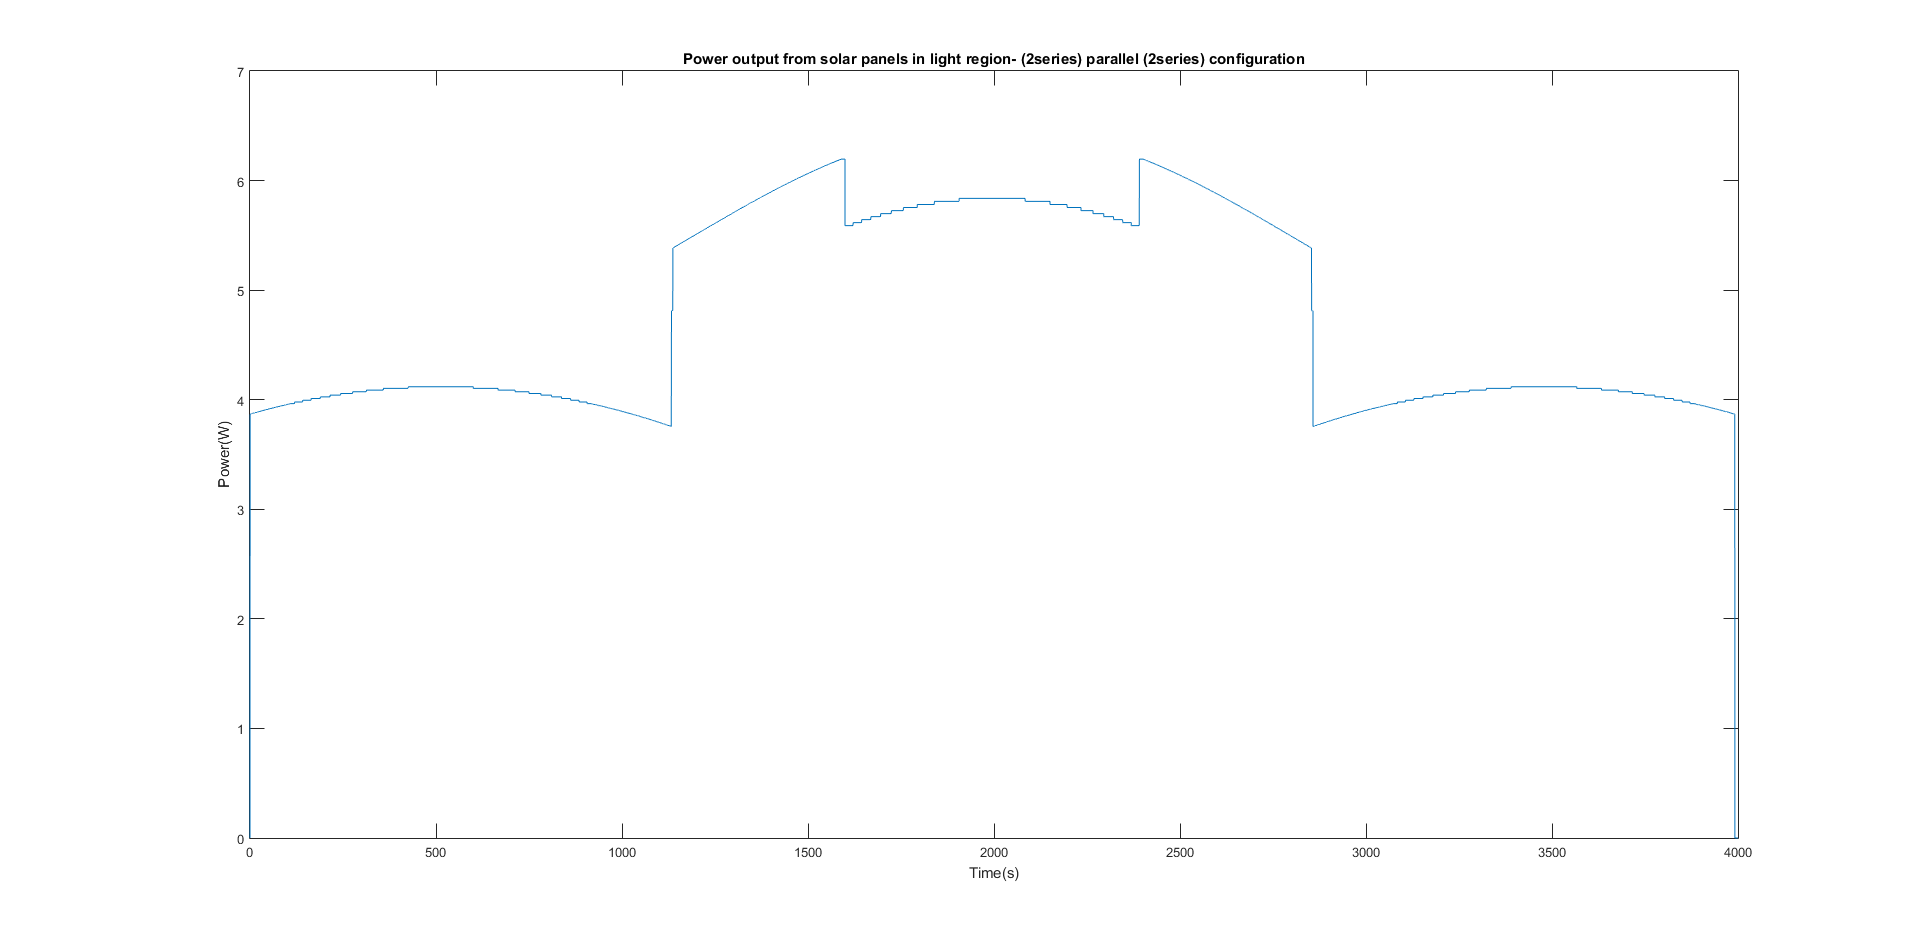 Power output from solar panels in light region- (2series) parallel (2series) configuration
7
6
5
4
3
2
1
0
Power(W)
0 500 1000 1500 2000 2500 3000 3500 4000
Time(s)